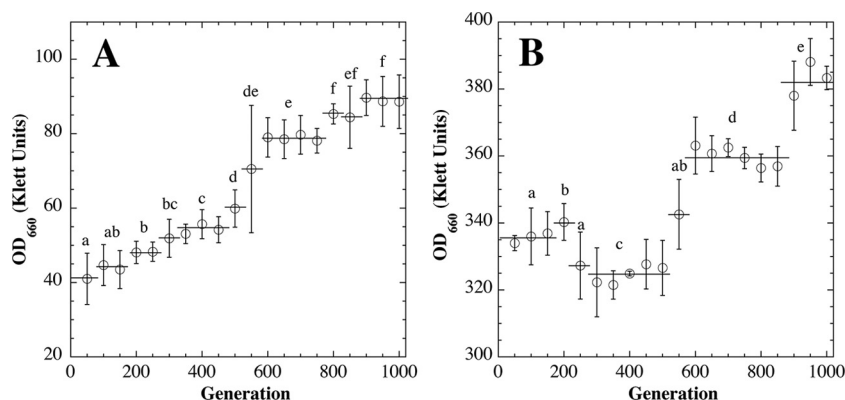 A
OD660 (Klett Units)
100
80
60
40
20
a
ab
b
bc
c
d
de
e
f
ef
f
0
200
400
600
800
1000
Generation
B
OD660 (Klett Units)
400
380
360
340
320
300
a
b
a
c
ab
d
e
0
200
400
600
800
1000
Generation